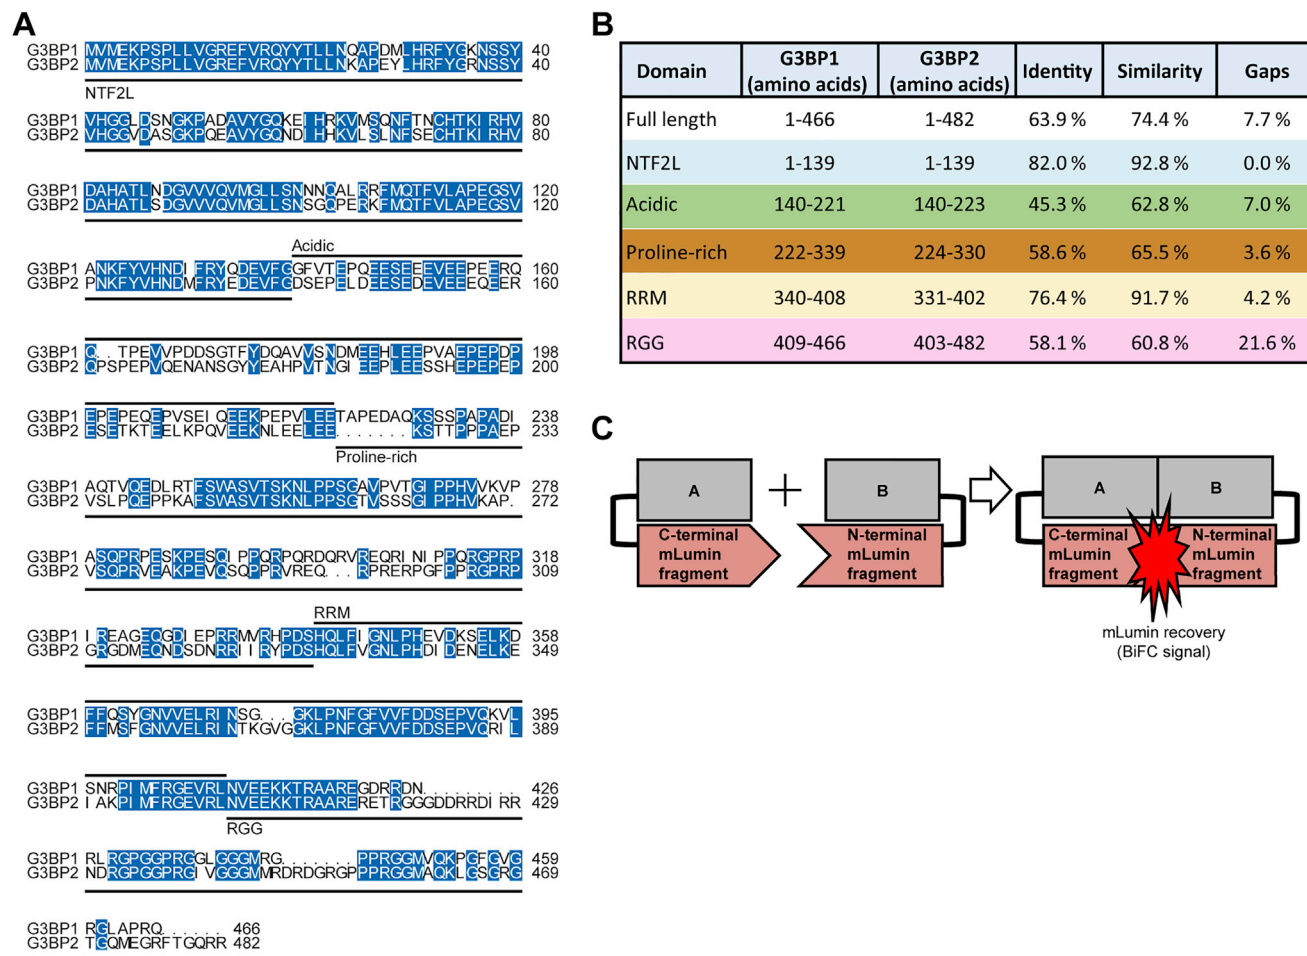 A
G3BP1 MVMEKPSPLLVGREFVRQYYTLLNQAPDMLHRFYGKNSSY 40
G3BP2 MVMEKPSPLLVGREFVRQYYTLLNKAPEYLHRFYGRNSSY 40
NTF2L
G3BP1 VHGGLDSNGKPADAVYGQKEIHRKVMSQNFTNCHTKIRHV 80
G3BP2 VHGGVDASGKPQEAVYGQNDIHHKVLSLNFSECHTKIRHV 80
G3BP1 DAHATLNDGVVVQVMGLLSNNNQALRRFMQTFVLAPEGSV 120
G3BP2 DAHATLSDGVVVQVMGLLSNSGQPERKFMQTFVLAPEGSV 120
Acidic
G3BP1 ANKFYVHNDIFRYQDEVFGGFVTEPQEESEEEVEEPEERQ 160
G3BP2 PNKFYVHNDMFRYEDEVFGDSEPELDEESEDEVEEEQEER 160
G3BP1 Q..TPEVVPDDSGTFYDQAVVSNDMEEHLEEPVAEPEPDP 198
G3BP2 QPSPEPVQENANSGYYEAHPVTNGIEEPLEESSHEPEPEP 200
G3BP1 EPEPEQEPVSEIQEEKPEPVLEETAPEDAQKSSSPAPADI 238
G3BP2 ESETKTEELKPQVEEKNLEELEE.......KSTTPPPAEP 233
Proline-rich
G3BP1 AQTVQEDLRTFSWASVTSKNLPPSGAVPVTGIPPHVVKVP 278
G3BP2 VSLPQEPPKAFSWASVTSKNLPPSGTVSSSGIPPHVKAP. 272
G3BP1 ASQPRPESKPESQIPPQRPQRDQRVREQRINIPPQRGPRP 318
G3BP2 VSQPRVEAKPEVQSQPPRVREQ...RPRERPGFPPRGPRP 309
RRM
G3BP1 IREAGEQGDIEPRRMVRHPDSHQLFIGNLPHEVDKSELKD 358
G3BP2 GRGDMEQNDSDNRRIIRYPDSHQLFVGNLPHDIDENELKE 349
G3BP1 FFQSYGNVVELRINSG...GKLPNFGFVVFDDSEPVQKVL 395
G3BP2 FFMSFGNVVELRINTKGVGGKLPNFGFVVFDDSEPVQRIL 389
G3BP1 SNRPIMFRGEVRLNVEEKKTRAAREGDRRDN......... 426
G3BP2 IAKPIMFRGEVRLNVEEKKTRAARERETRGGGDDRRDIRR 429
RGG
G3BP1 RLRGPGGPRGGLGGGMRG.......PPRGGMVQKPGFGVG 459
G3BP2 NDRGPGGPRGIVGGGMMRDRDGRGPPPRGGMAQKLGSGRG 469
G3BP1 RGLAPRQ...... 466
G3BP2 TGQMEGRFTGQRR 482
B
Domain G3BP1 (amino acids) G3BP2 (amino acids) Identity Similarity Gaps
Full length 1-466 1-482 63.9 % 74.4 % 7.7 %
NTF2L 1-139 1-139 82.0 % 92.8 % 0.0 %
Acidic 140-221 140-223 45.3 % 62.8 % 7.0 %
Proline-rich 222-339 224-330 58.6 % 65.5 % 3.6 %
RRM 340-408 331-402 76.4 % 91.7 % 4.2 %
RGG 409-466 403-482 58.1 % 60.8 % 21.6 %
C
A
+
B
A
B
C-terminal
mLumin
fragment
N-terminal
mLumin
fragment
C-terminal
mLumin
fragment
N-terminal
mLumin
fragment
mLumin recovery
(BiFC signal)